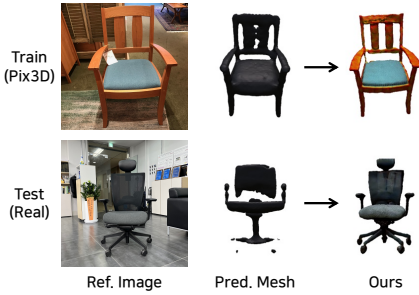 Train
(Pix3D)
Test
(Real)
Ref. Image
Pred. Mesh
Ours